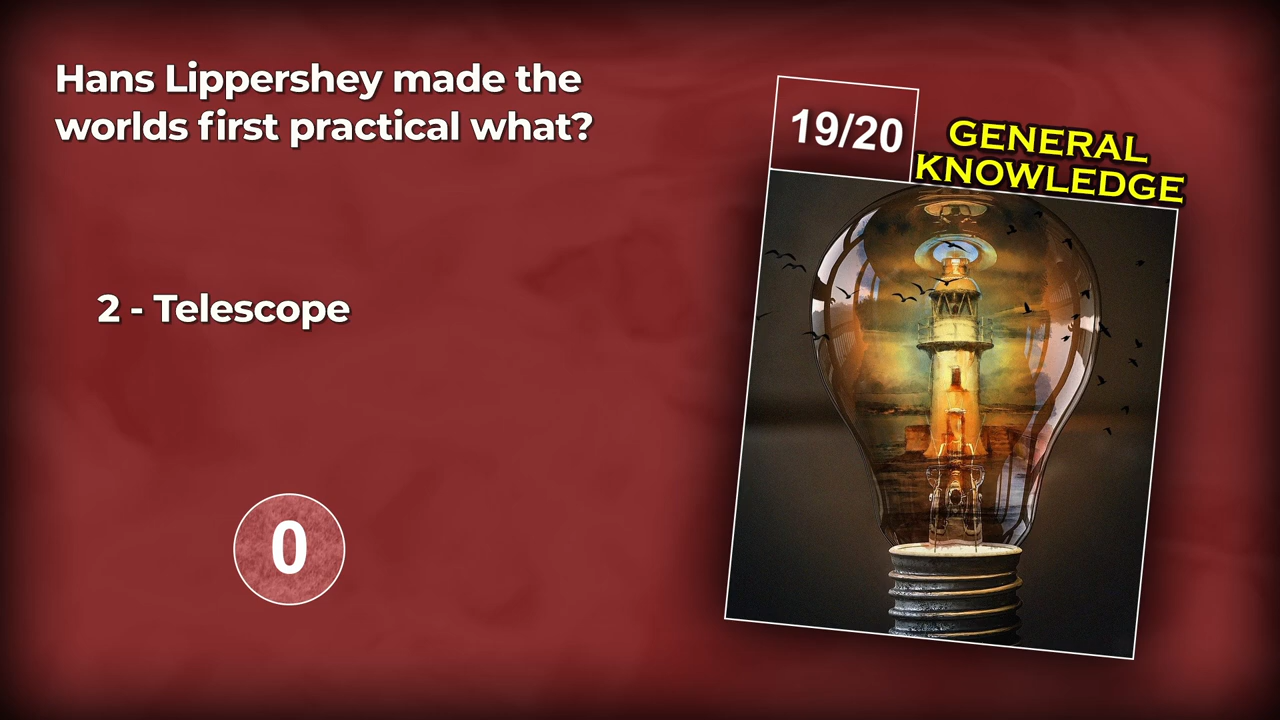 Hans Lippershey made the
worlds first practical what?
19/20
GENERAL
KNOWLEDGE
2 - Telescope
0